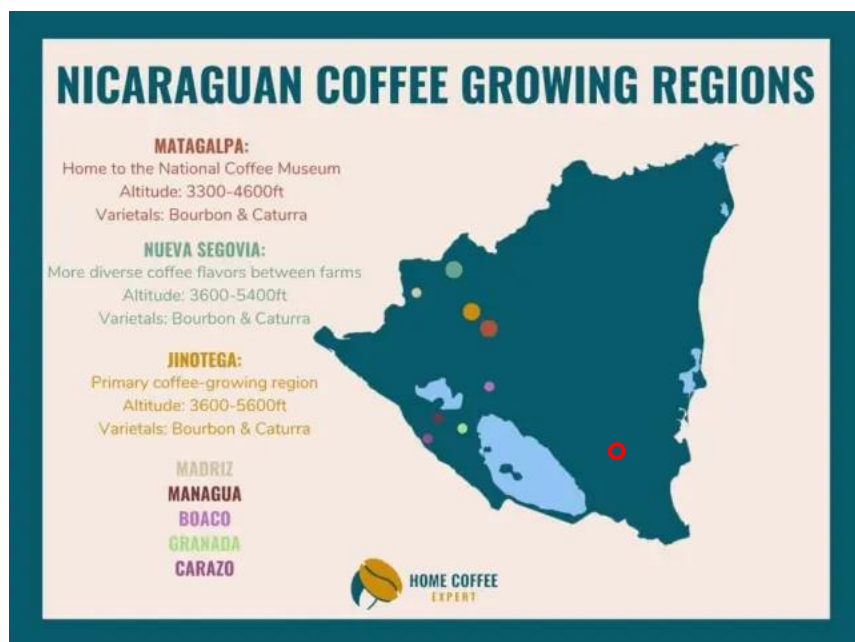 NICARAGUAN COFFEE GROWING REGIONS
MATAGALPA:
Home to the National Coffee Museum
Altitude: 3300-4600ft
Varietals: Bourbon & Caturra
NUEVA SEGOVIA:
More diverse coffee flavors between farms
Altitude: 3600-5400ft
Varietals: Bourbon & Caturra
JINOTEGA:
Primary coffee-growing region
Altitude: 3600-5600ft
Varietals: Bourbon & Caturra
MADRIZ
MANAGUA
BOACO
GRANADA
CARAZO
HOME COFFEE
EXPERT